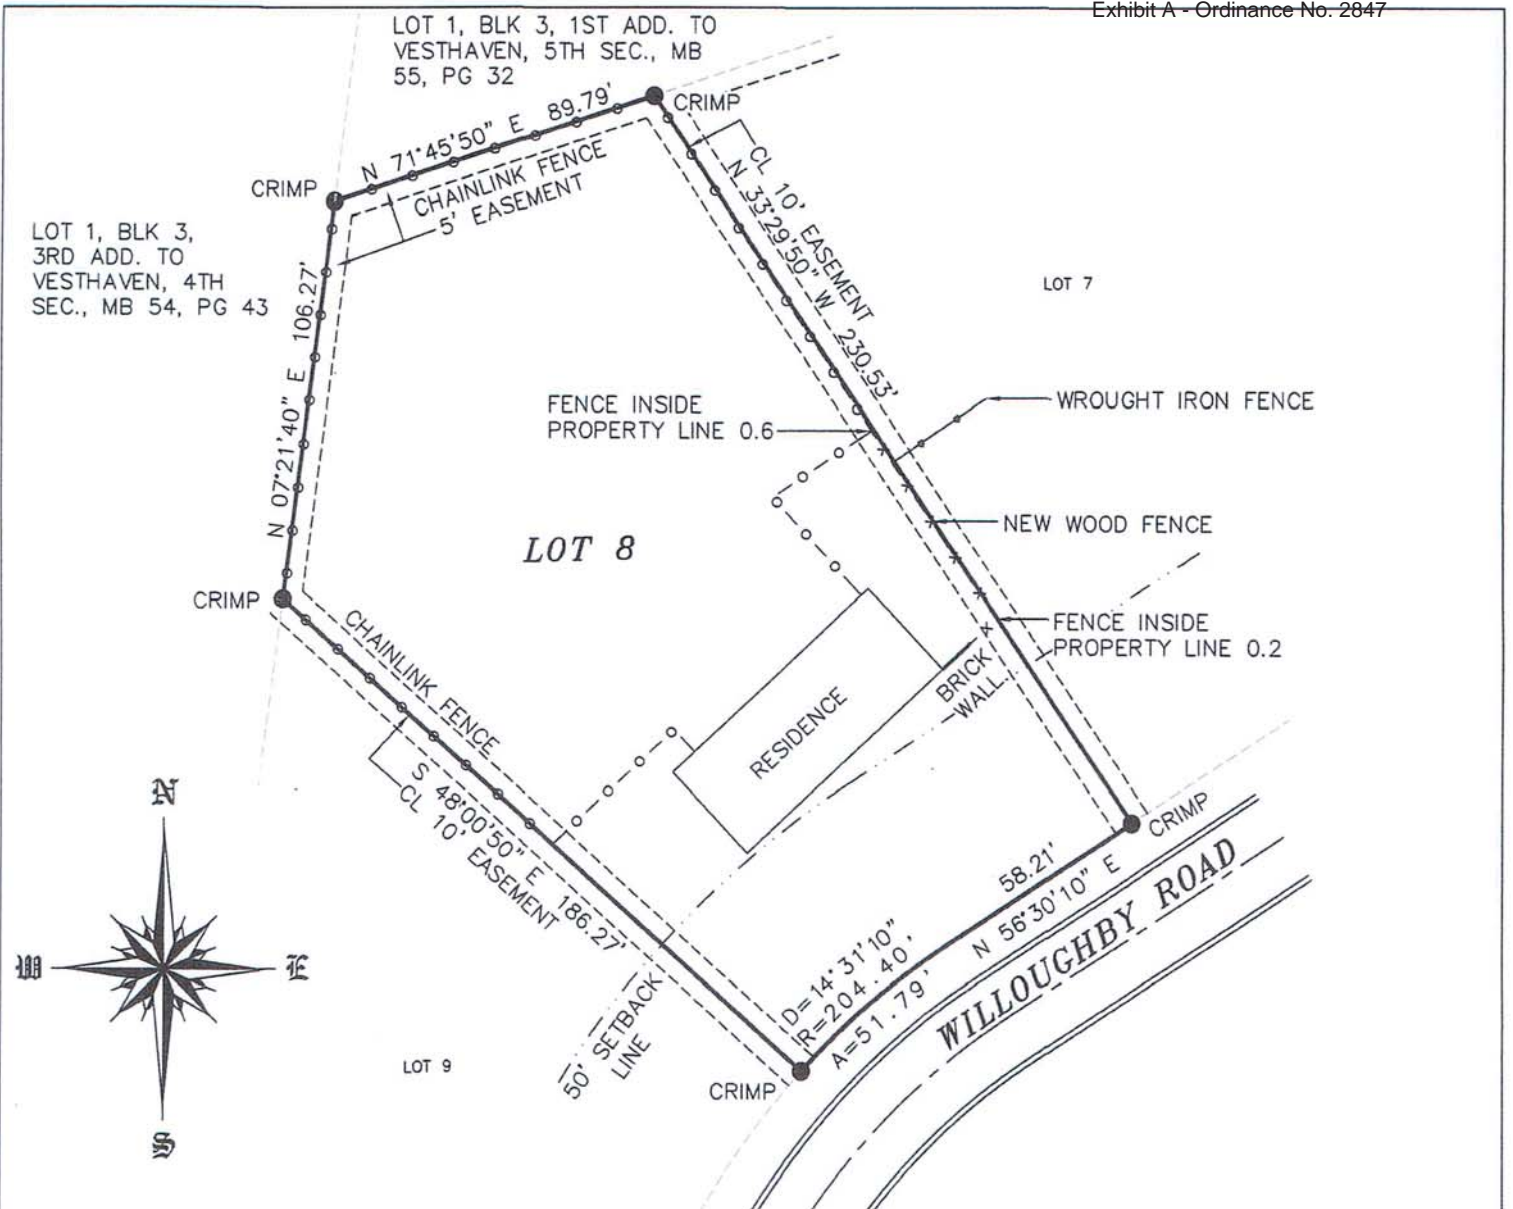 Exhibit A - Ordinance No. 2847
LOT 1, BLK 3, 1ST ADD. TO
VESTHAVEN, 5TH SEC., MB
55, PG 32
CRIMP
N 71°45'50" E 89.79'
CHAINLINK FENCE
5' EASEMENT
CRIMP
CL 10' EASEMENT
N 33°29'50" W 230.53'
LOT 1, BLK 3,
3RD ADD. TO
VESTHAVEN, 4TH
SEC., MB 54, PG 43
N 07°21'40" E 106.27'
LOT 7
FENCE INSIDE
PROPERTY LINE 0.6
WROUGHT IRON FENCE
NEW WOOD FENCE
LOT 8
CRIMP
FENCE INSIDE
PROPERTY LINE 0.2
CHAINLINK FENCE
S 48°00'50" E 186.27'
CL 10' EASEMENT
BRICK
WALL
RESIDENCE
N
W
E
S
CRIMP
58.21'
N 56°30'10" E
WILLOUGHBY ROAD
D=14°31'10"
R=204.40'
A=51.79'
50' SETBACK
LINE
LOT 9
CRIMP